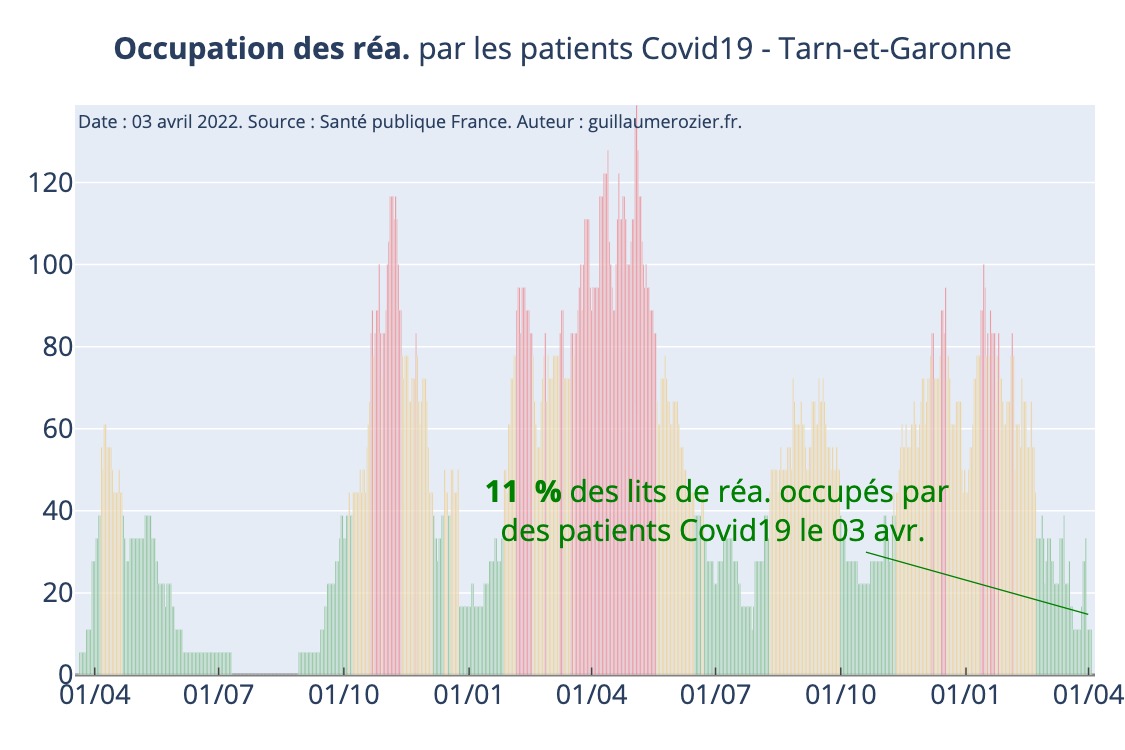 Occupation des réa. par les patients Covid19 - Tarn-et-Garonne
Date : 03 avril 2022. Source : Santé publique France. Auteur : guillaumerozier.fr.
120
100
80
60
40
20
0
11 % des lits de réa. occupés par
des patients Covid19 le 03 avr.
01/04 01/07 01/10 01/01 01/04 01/07 01/10 01/01 01/04